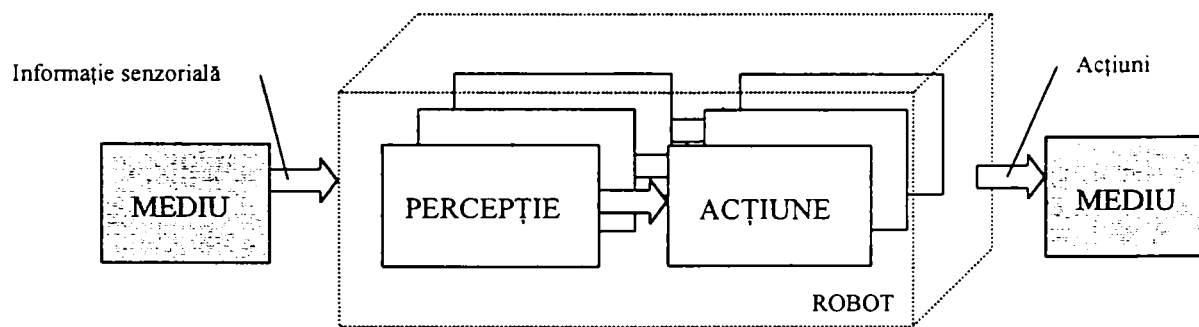 Informație senzorială
Acțiuni
MEDIU
PERCEPȚIE
ACȚIUNE
MEDIU
ROBOT